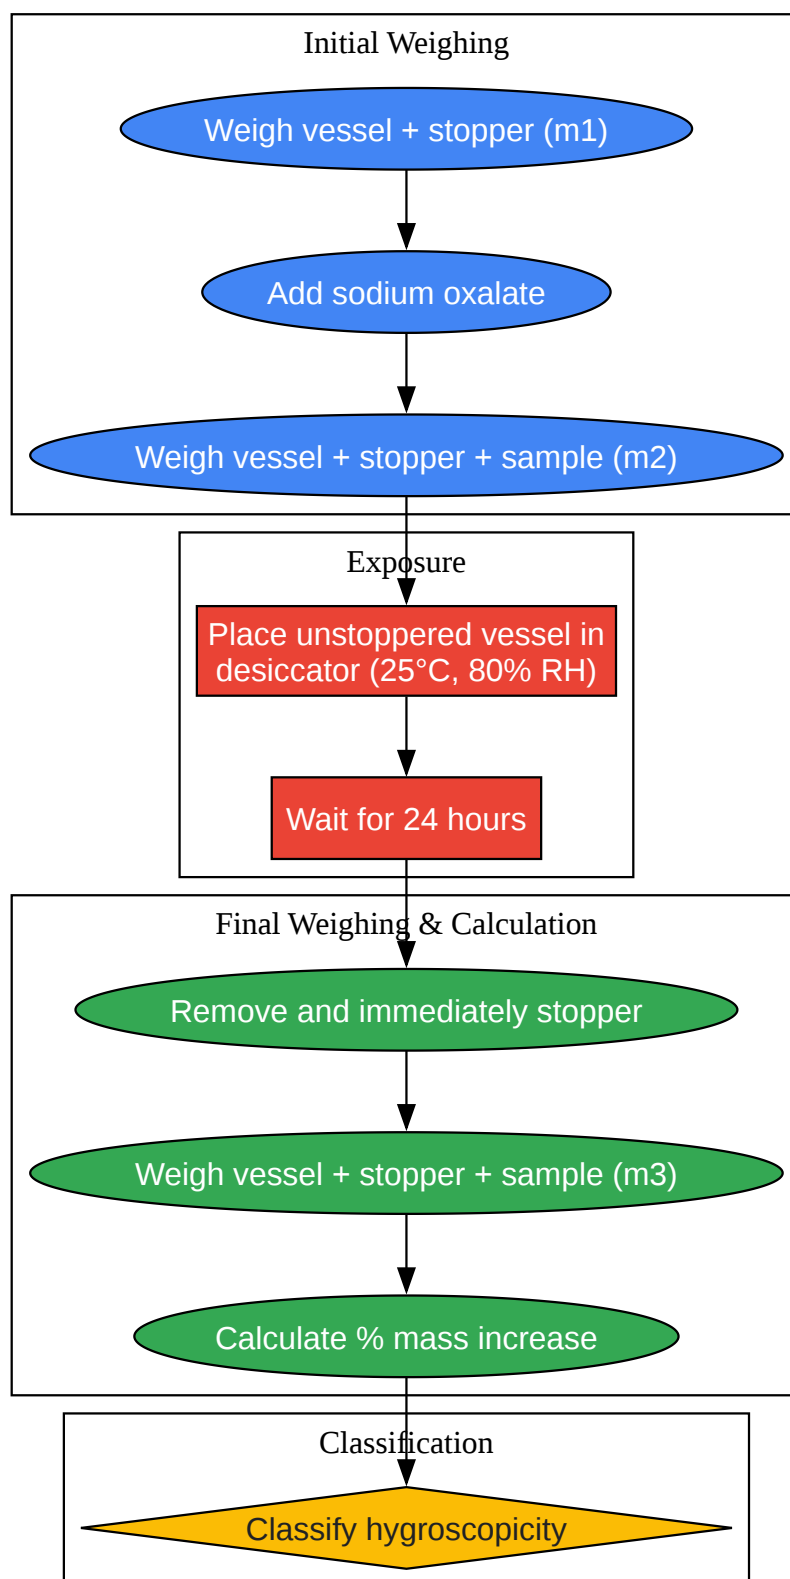 Initial Weighing
Weigh vessel + stopper (m1)
Add sodium oxalate
Weigh vessel + stopper + sample (m2)
Exposure
Place unstoppered vessel in
desiccator (25°C, 80% RH)
Wait for 24 hours
Final Weighing & Calculation
Remove and immediately stopper
Weigh vessel + stopper + sample (m3)
Calculate % mass increase
Classification
Classify hygroscopicity